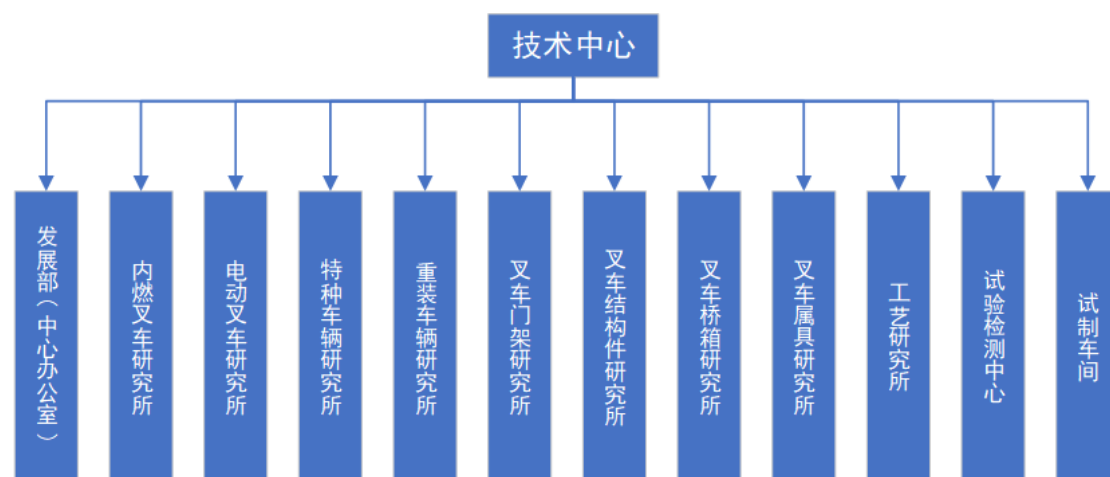 技术中心
发展部（中心办公室）
内燃叉车研究所
电动叉车研究所
特种车辆研究所
重装车辆研究所
叉车门架研究所
叉车结构件研究所
叉车桥箱研究所
叉车属具研究所
工艺研究所
试验检测中心
试制车间